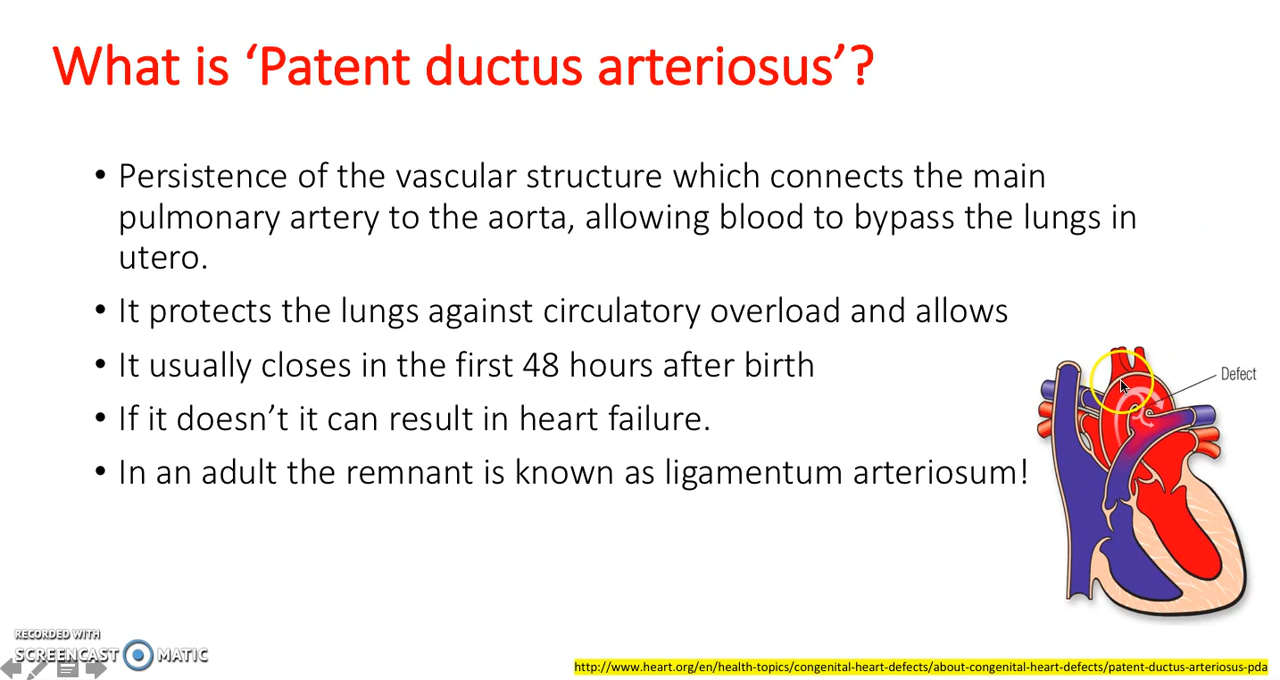 What is ‘Patent ductus arteriosus’?
• Persistence of the vascular structure which connects the main
pulmonary artery to the aorta, allowing blood to bypass the lungs in
utero.
• It protects the lungs against circulatory overload and allows
• It usually closes in the first 48 hours after birth
• If it doesn’t it can result in heart failure.
• In an adult the remnant is known as ligamentum arteriosum!
Defect
RECORDED WITH
SCREENCAST MATIC
http://www.heart.org/en/health-topics/congenital-heart-defects/about-congenital-heart-defects/patent-ductus-arteriosus-pda